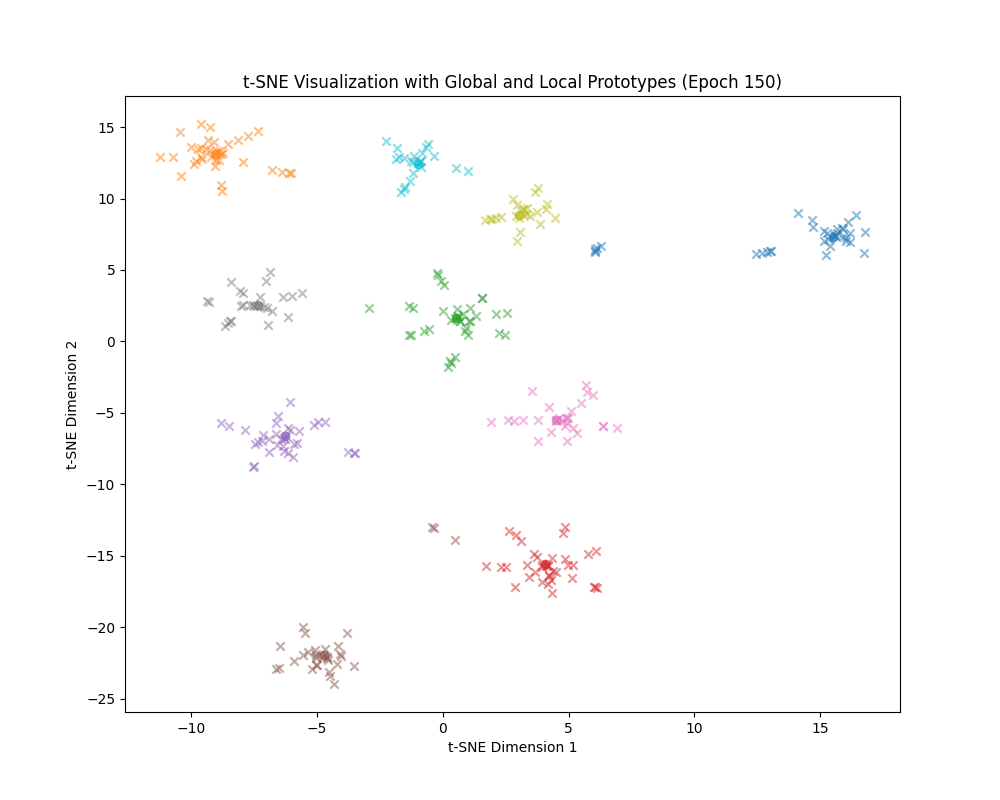 t-SNE Visualization with Global and Local Prototypes (Epoch 150)
15
10
5
0
−5
−10
−15
−20
−25
t-SNE Dimension 2
−10 −5 0 5 10 15
t-SNE Dimension 1